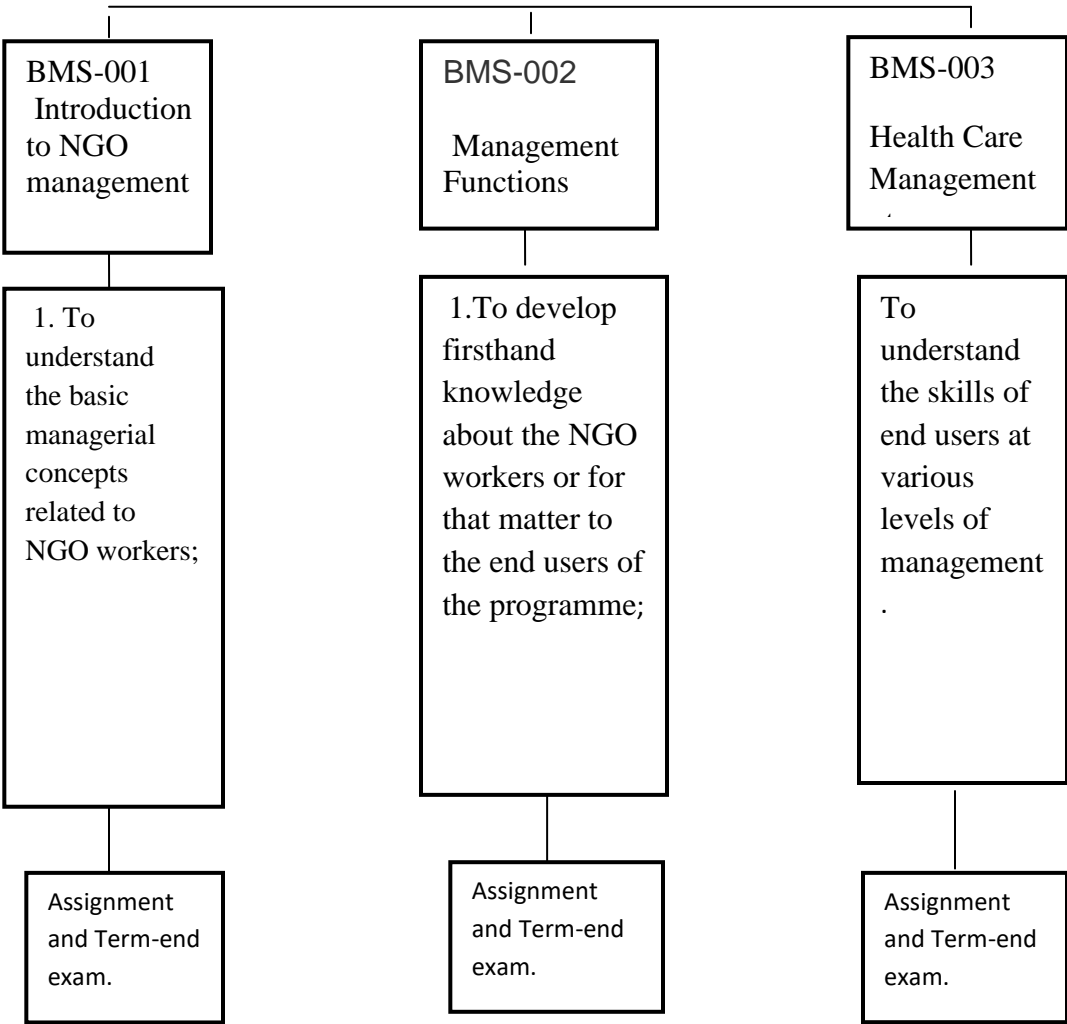 BMS-001
Introduction
to NGO
management
BMS-002
Management
Functions
BMS-003
Health Care
Management
1. To
understand
the basic
managerial
concepts
related to
NGO workers;
1.To develop
firsthand
knowledge
about the NGO
workers or for
that matter to
the end users of
the programme;
To
understand
the skills of
end users at
various
levels of
management
.
Assignment
and Term-end
exam.
Assignment
and Term-end
exam.
Assignment
and Term-end
exam.